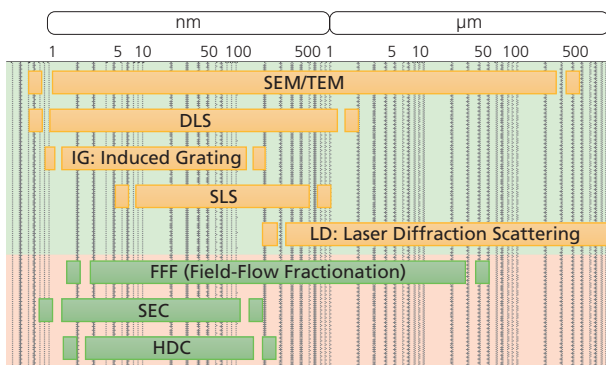 nm µm
1 5 10 50 100 500 1 5 10 50 100 500
SEM/TEM
DLS
IG: Induced Grating
SLS
LD: Laser Diffraction Scattering
FFF (Field-Flow Fractionation)
SEC
HDC